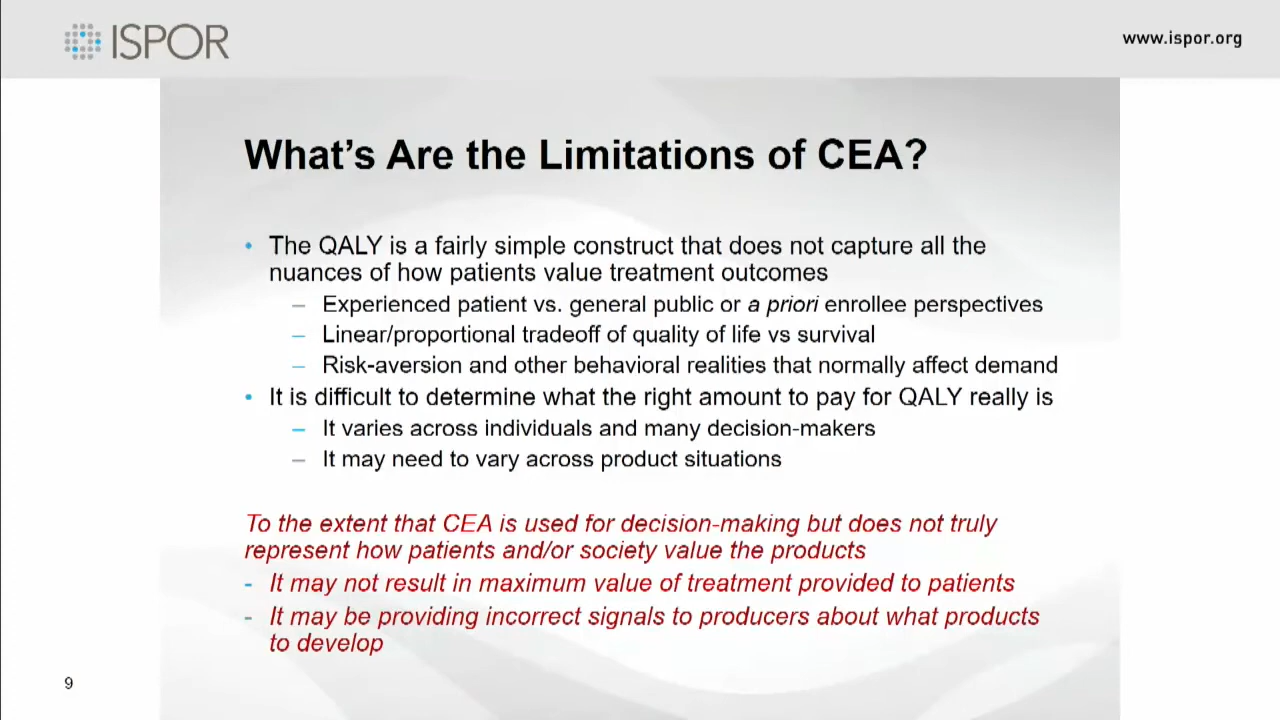 ISPOR
www.ispor.org
What's Are the Limitations of CEA?
• The QALY is a fairly simple construct that does not capture all the
nuances of how patients value treatment outcomes
– Experienced patient vs. general public or a priori enrollee perspectives
– Linear/proportional tradeoff of quality of life vs survival
– Risk-aversion and other behavioral realities that normally affect demand
• It is difficult to determine what the right amount to pay for QALY really is
– It varies across individuals and many decision-makers
– It may need to vary across product situations
To the extent that CEA is used for decision-making but does not truly
represent how patients and/or society value the products
- It may not result in maximum value of treatment provided to patients
- It may be providing incorrect signals to producers about what products
to develop
9